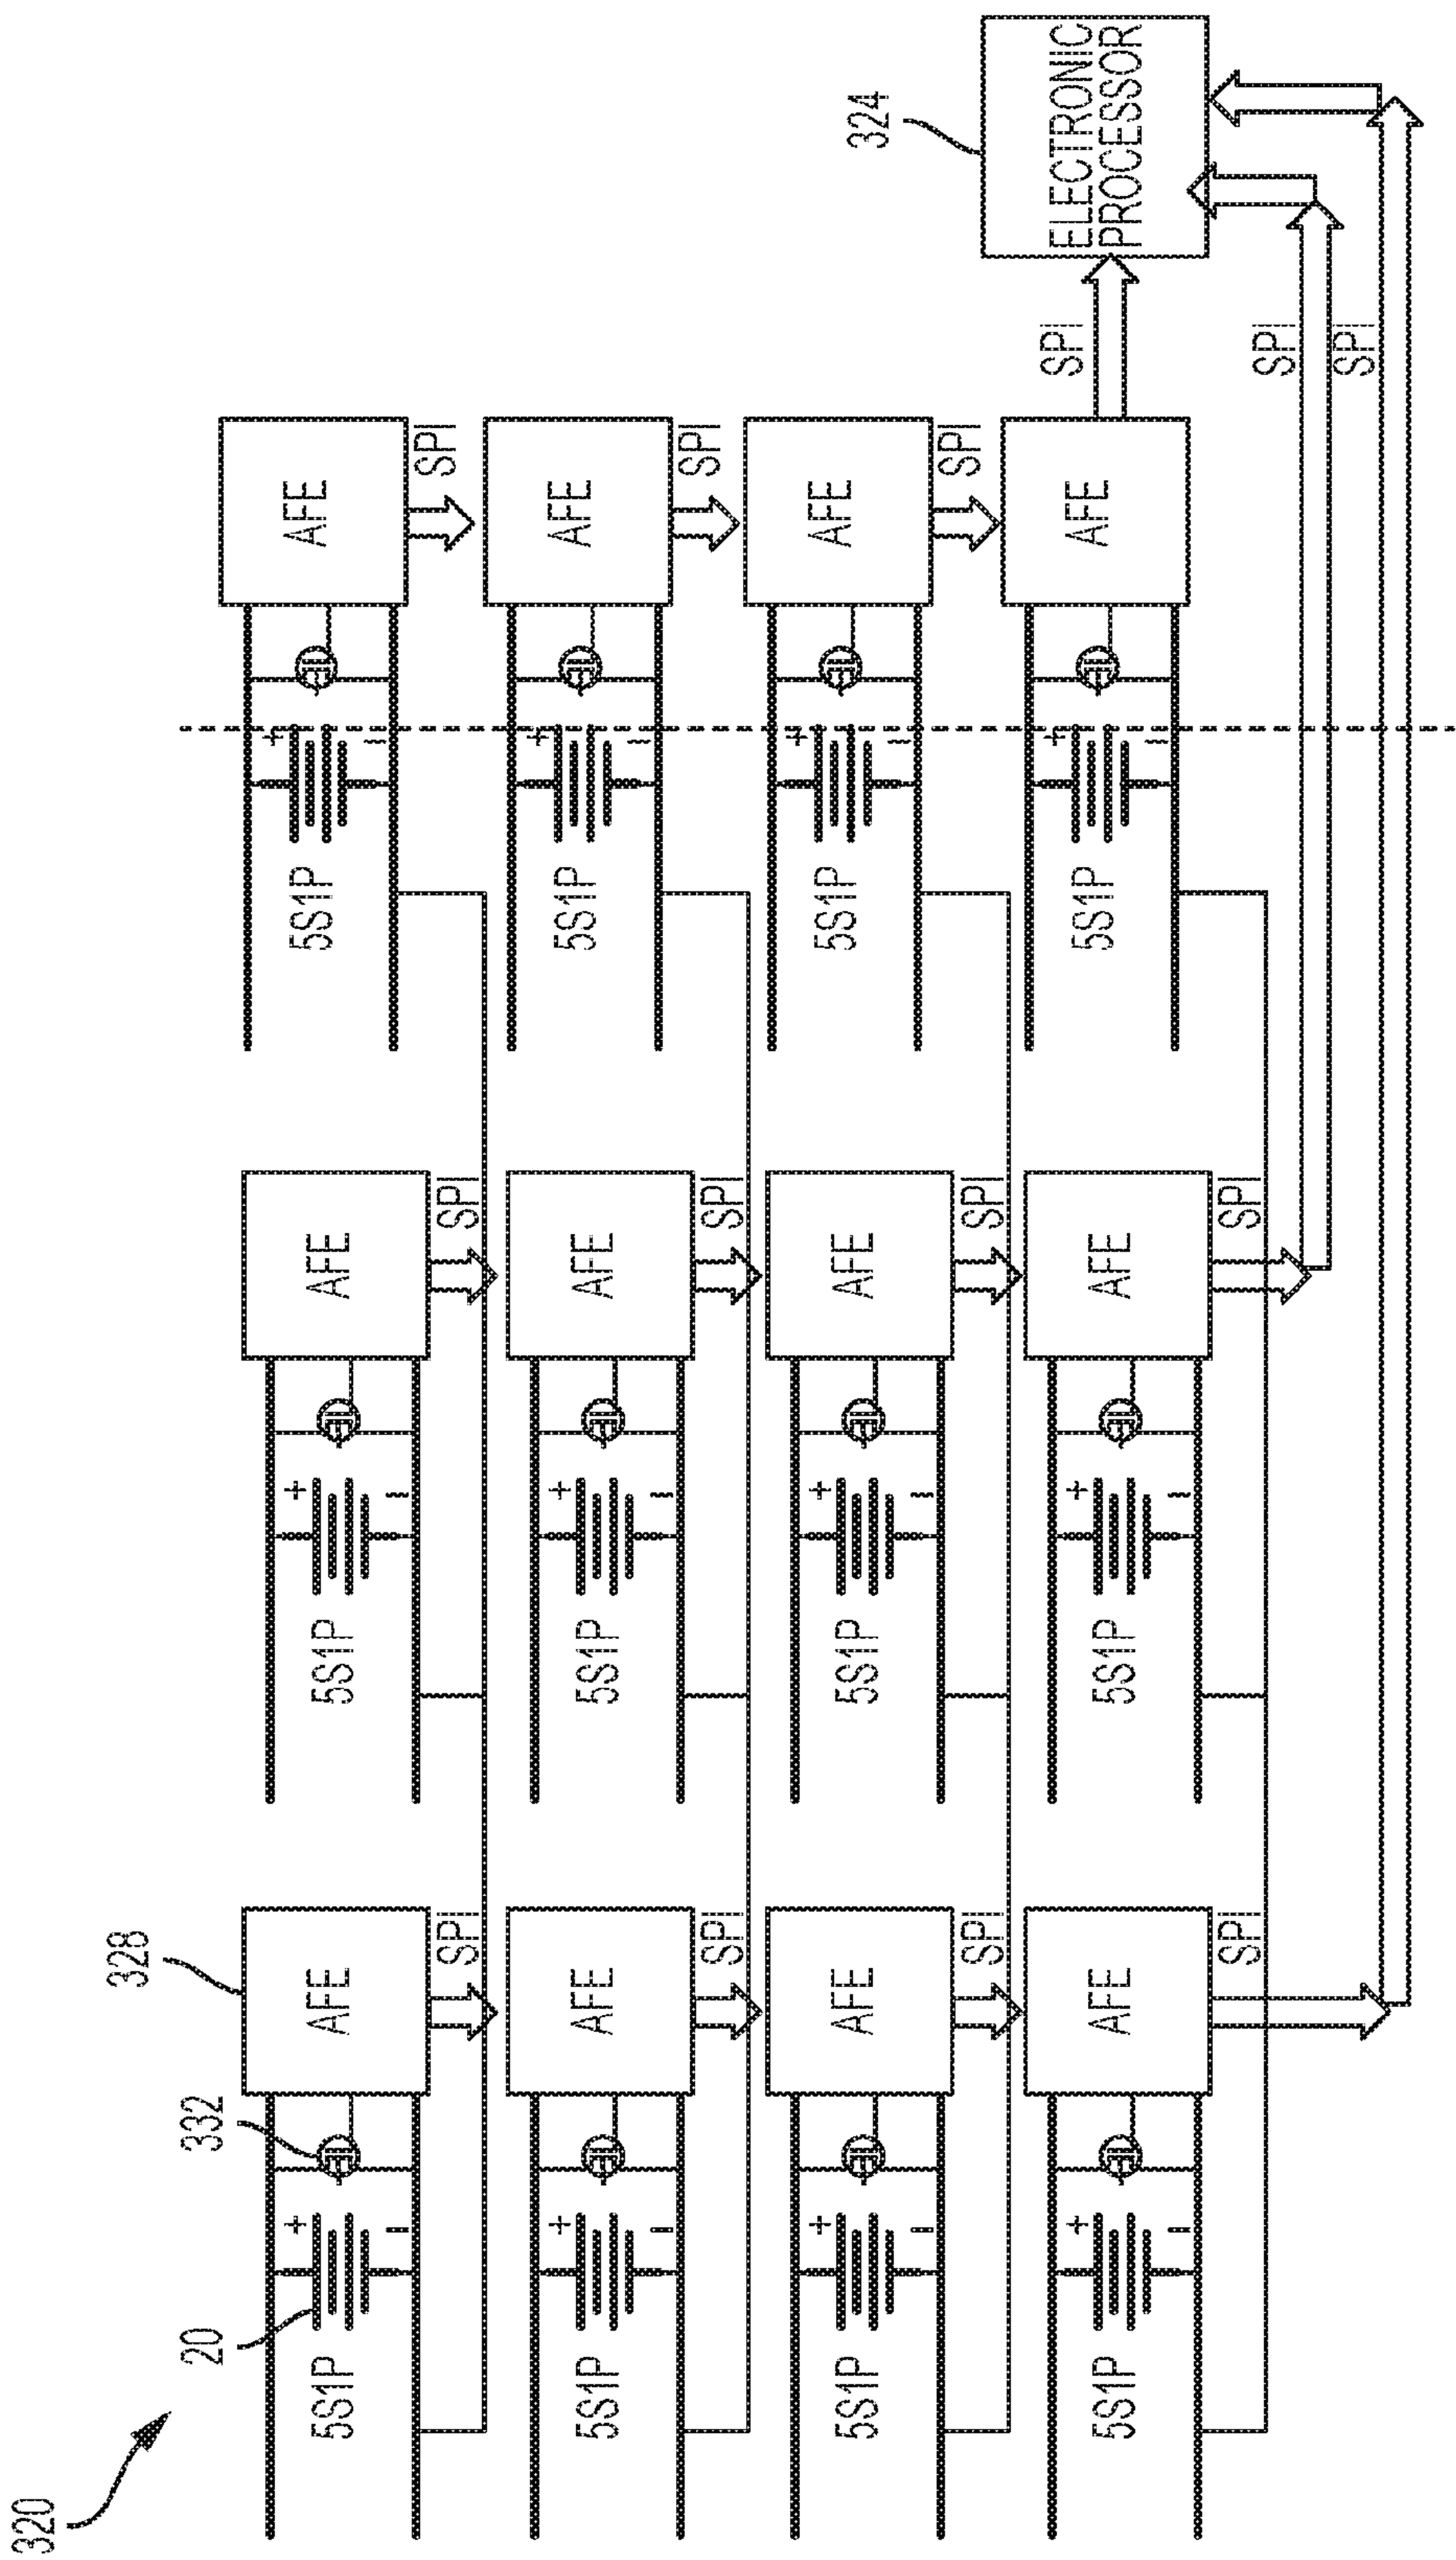 320
328
20
332
+ + +
5S1P AFE 5S1P AFE 5S1P AFE
- - -
SPI SPI SPI
+ + +
5S1P AFE 5S1P AFE 5S1P AFE
- - -
SPI SPI SPI
+ + +
5S1P AFE 5S1P AFE 5S1P AFE
- - -
324
SPI SPI SPI
+ + +
5S1P AFE 5S1P AFE 5S1P AFE
- - -
SPI
ELECTRONIC
PROCESSOR
SPI SPI
SPI
SPI